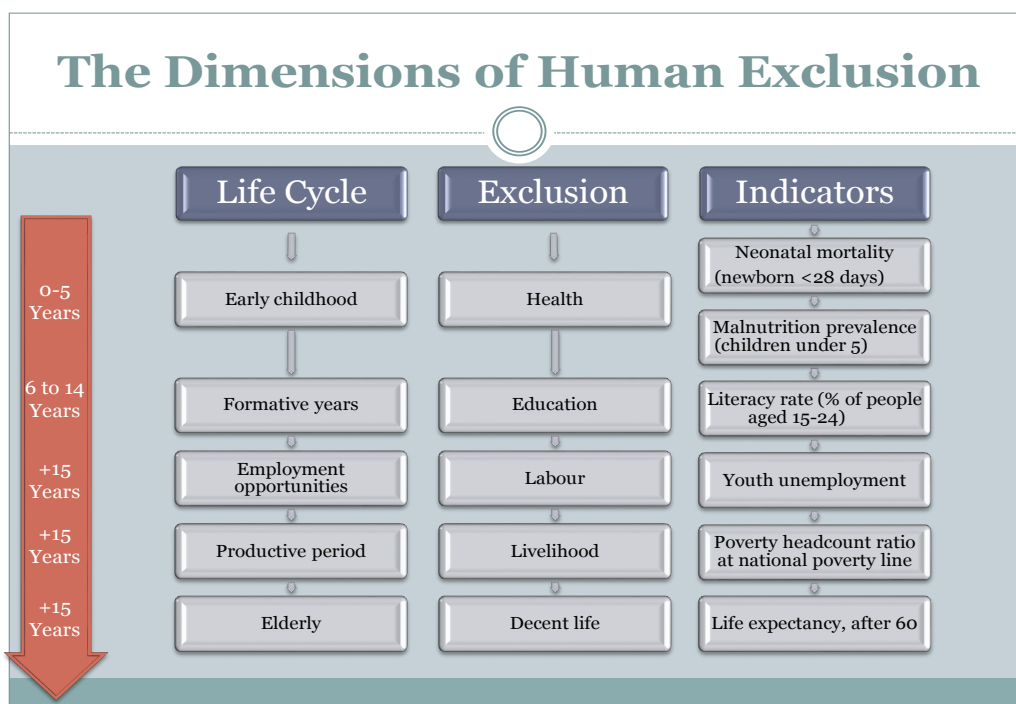 The Dimensions of Human Exclusion
Life Cycle
Exclusion
Indicators
0-5
Years
Early childhood
Health
Neonatal mortality
(newborn <28 days)
Malnutrition prevalence
(children under 5)
6 to 14
Years
Formative years
Education
Literacy rate (% of people
aged 15-24)
+15
Years
Employment
opportunities
Labour
Youth unemployment
+15
Years
Productive period
Livelihood
Poverty headcount ratio
at national poverty line
+15
Years
Elderly
Decent life
Life expectancy, after 60